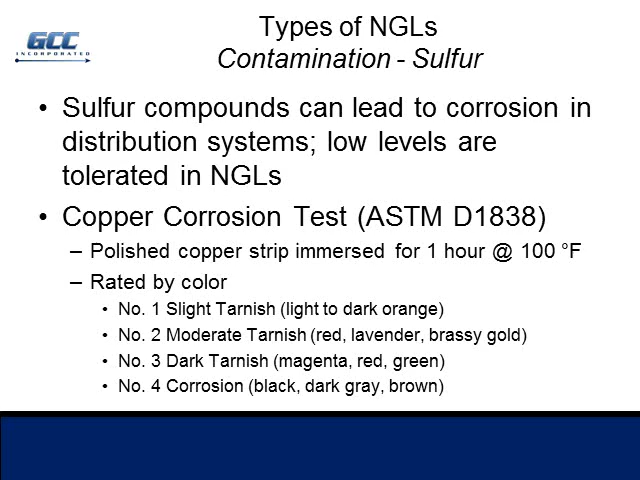 GCC
INCORPORATED
Types of NGLs
Contamination - Sulfur
• Sulfur compounds can lead to corrosion in
distribution systems; low levels are
tolerated in NGLs
• Copper Corrosion Test (ASTM D1838)
– Polished copper strip immersed for 1 hour @ 100 °F
– Rated by color
• No. 1 Slight Tarnish (light to dark orange)
• No. 2 Moderate Tarnish (red, lavender, brassy gold)
• No. 3 Dark Tarnish (magenta, red, green)
• No. 4 Corrosion (black, dark gray, brown)